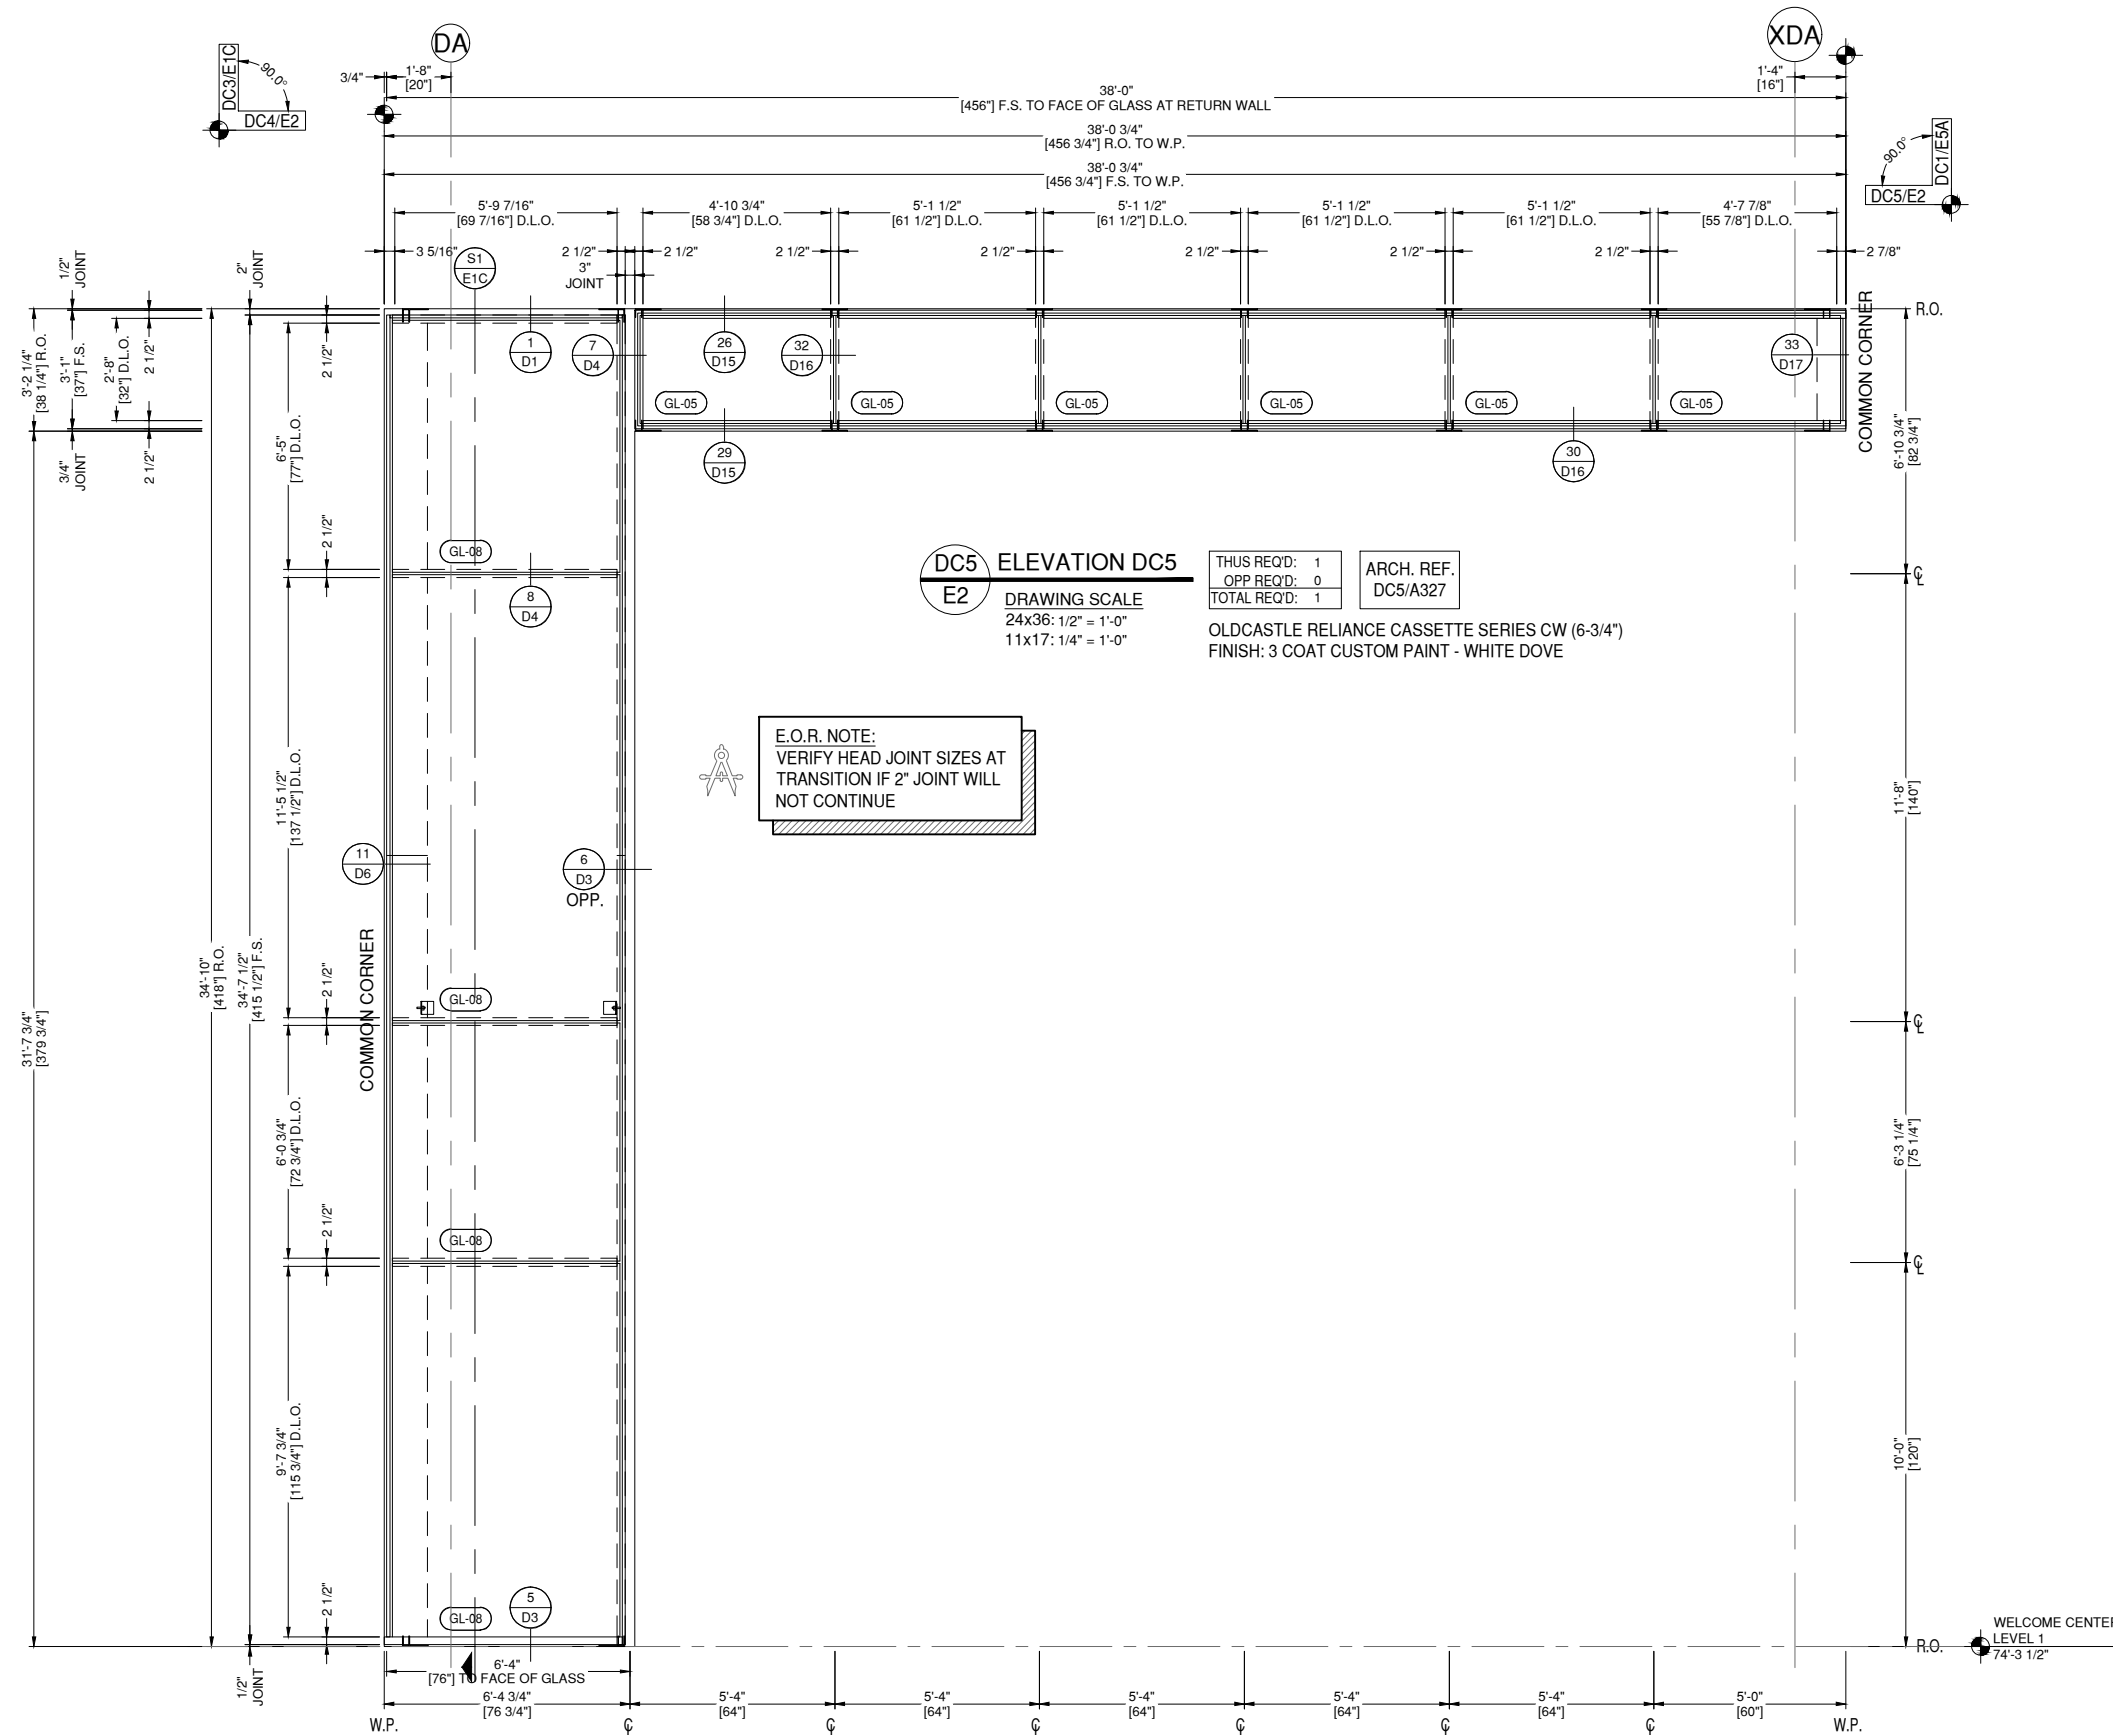 DA
XDA
DC3/E1C
90.0°
DC4/E2
3/4"
1'-8"
[20"]
1'-4"
[16"]
38'-0"
[456"] F.S. TO FACE OF GLASS AT RETURN WALL
38'-0 3/4"
[456 3/4"] R.O. TO W.P.
38'-0 3/4"
[456 3/4"] F.S. TO W.P.
90.0°
DC1/E5A
DC5/E2
5'-9 7/16"
[69 7/16"] D.L.O.
4'-10 3/4"
[58 3/4"] D.L.O.
5'-1 1/2"
[61 1/2"] D.L.O.
5'-1 1/2"
[61 1/2"] D.L.O.
5'-1 1/2"
[61 1/2"] D.L.O.
5'-1 1/2"
[61 1/2"] D.L.O.
4'-7 7/8"
[55 7/8"] D.L.O.
3 5/16"
2 1/2"
3"
JOINT
2 1/2"
2 1/2"
2 1/2"
2 1/2"
2 1/2"
2 1/2"
2 7/8"
S1
E1C
1/2"
JOINT
2"
JOINT
3'-2 1/4"
[38 1/4"] R.O.
3'-1"
[37"] F.S.
2'-8"
[32"] D.L.O.
2 1/2"
2 1/2"
3/4"
JOINT
2 1/2"
1
D1
7
D4
26
D15
32
D16
33
D17
GL-05
GL-05
GL-05
GL-05
GL-05
GL-05
29
D15
30
D16
COMMON CORNER
R.O.
6'-10 3/4"
[82 3/4"]
6'-5"
[77"] D.L.O.
2 1/2"
GL-08
8
D4
DC5
E2
ELEVATION DC5
DRAWING SCALE
24x36: 1/2" = 1'-0"
11x17: 1/4" = 1'-0"
THUS REQ'D: 1
OPP REQ'D: 0
TOTAL REQ'D: 1
ARCH. REF.
DC5/A327
OLDCASTLE RELIANCE CASSETTE SERIES CW (6-3/4")
FINISH: 3 COAT CUSTOM PAINT - WHITE DOVE
E.O.R. NOTE:
VERIFY HEAD JOINT SIZES AT
TRANSITION IF 2" JOINT WILL
NOT CONTINUE
11'-5 1/2"
[137 1/2"] D.L.O.
11'-8"
[140"]
11
D6
6
D3
OPP.
COMMON CORNER
31'-7 3/4"
[379 3/4"]
34'-10"
[418"] R.O.
34'-7 1/2"
[415 1/2"] F.S.
2 1/2"
GL-08
6'-0 3/4"
[72 3/4"] D.L.O.
6'-3 1/4"
[75 1/4"]
2 1/2"
GL-08
9'-7 3/4"
[115 3/4"] D.L.O.
10'-0"
[120"]
2 1/2"
GL-08
5
D3
R.O.
WELCOME CENTER
LEVEL 1
74'-3 1/2"
1/2"
JOINT
6'-4"
[76"] TO FACE OF GLASS
6'-4 3/4"
[76 3/4"]
5'-4"
[64"]
5'-4"
[64"]
5'-4"
[64"]
5'-4"
[64"]
5'-4"
[64"]
5'-0"
[60"]
W.P.
W.P.